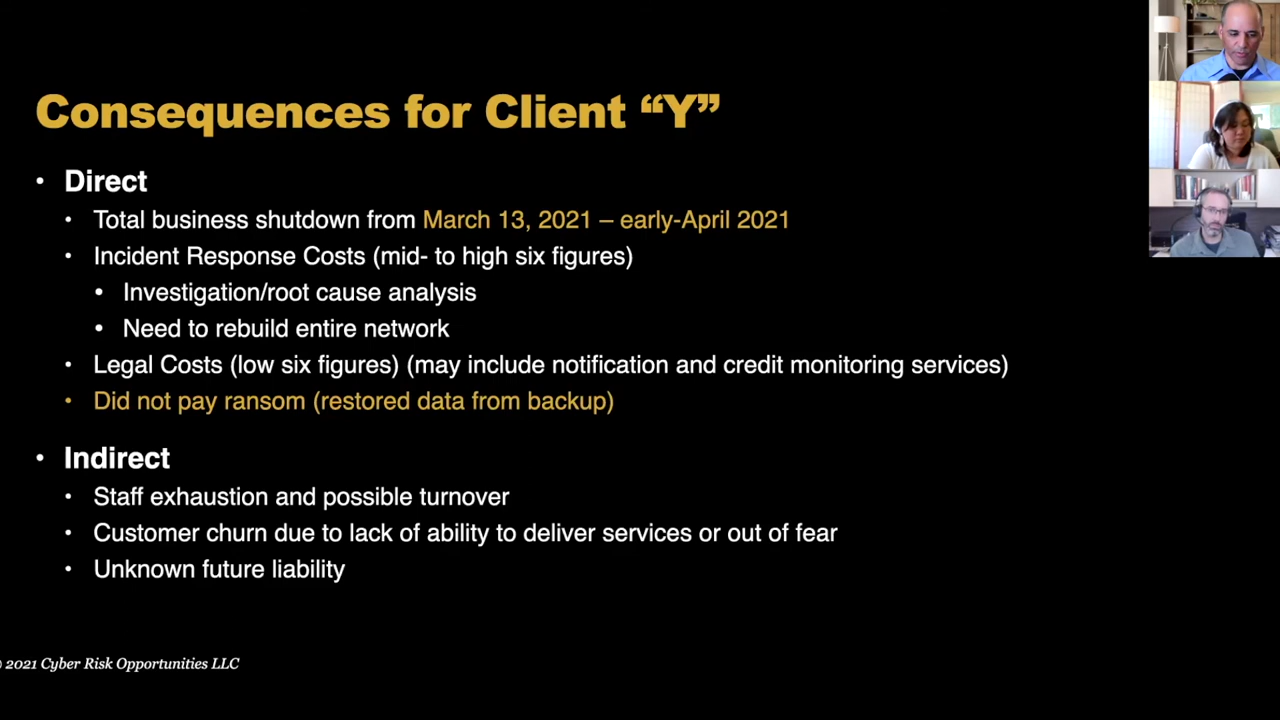 Consequences for Client “Y”
• Direct
• Total business shutdown from March 13, 2021 – early-April 2021
• Incident Response Costs (mid- to high six figures)
• Investigation/root cause analysis
• Need to rebuild entire network
• Legal Costs (low six figures) (may include notification and credit monitoring services)
• Did not pay ransom (restored data from backup)
• Indirect
• Staff exhaustion and possible turnover
• Customer churn due to lack of ability to deliver services or out of fear
• Unknown future liability
© 2021 Cyber Risk Opportunities LLC